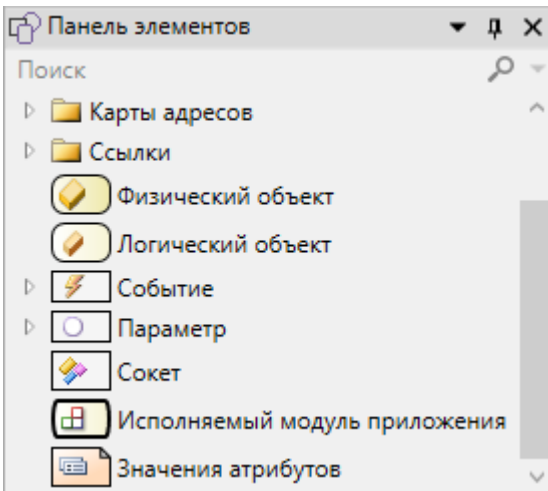 Панель элементов
Поиск
Карты адресов
Ссылки
Физический объект
Логический объект
Событие
Параметр
Сокет
Исполняемый модуль приложения
Значения атрибутов